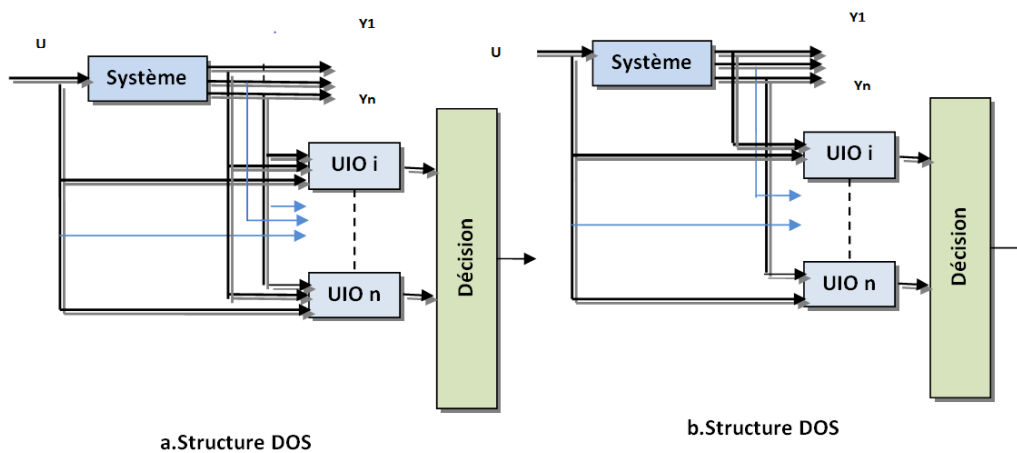 U
Y1
Système
Yn
UIO i
UIO n
Décision
a.Structure DOS
U
Y1
Système
Yn
UIO i
UIO n
Décision
b.Structure DOS